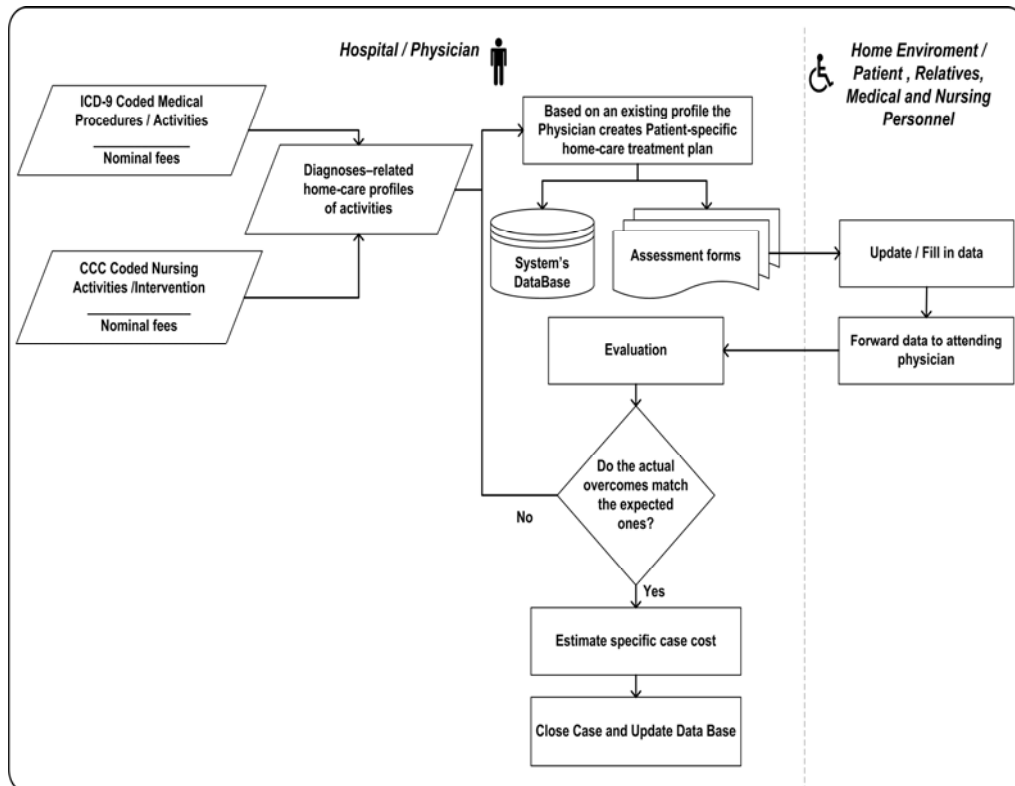 Hospital / Physician
Home Enviroment /
Patient , Relatives,
Medical and Nursing
Personnel
ICD-9 Coded Medical
Procedures / Activities
Nominal fees
Diagnoses–related
home-care profiles
of activities
CCC Coded Nursing
Activities /Intervention
Nominal fees
Based on an existing profile the
Physician creates Patient-specific
home-care treatment plan
System's
DataBase
Assessment forms
Update / Fill in data
Forward data to attending
physician
Evaluation
Do the actual
overcomes match
the expected
ones?
No
Yes
Estimate specific case cost
Close Case and Update Data Base